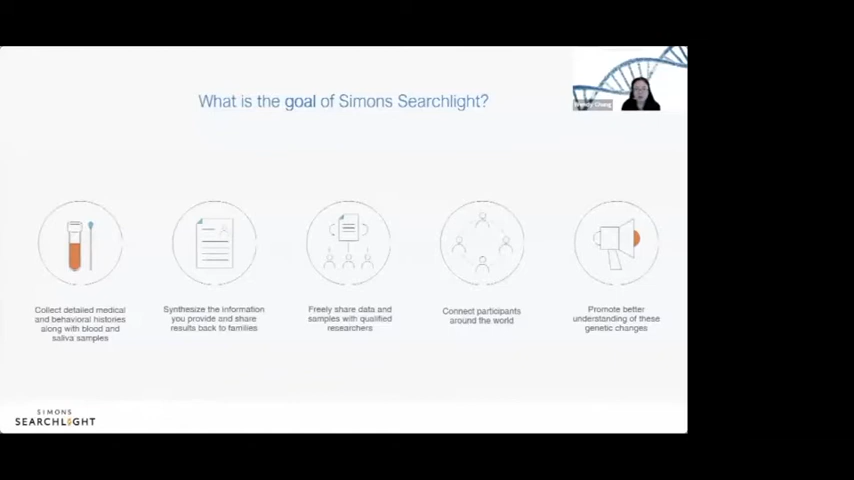 What is the goal of Simons Searchlight?
Wendy Chung
Collect detailed medical
and behavioral histories
along with blood and
saliva samples
Synthesize the information
you provide and share
results back to families
Freely share data and
samples with qualified
researchers
Connect participants
around the world
Promote better
understanding of these
genetic changes
SIMONS
SEARCHLIGHT